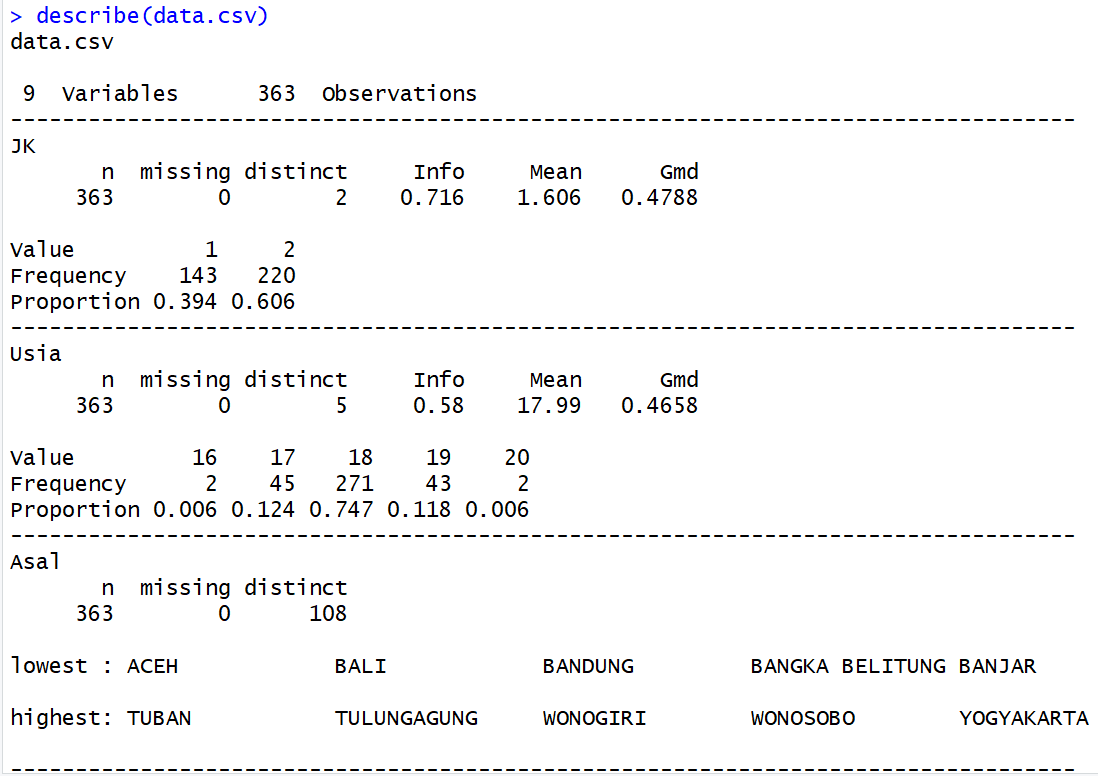 > describe(data.csv)
data.csv

 9  Variables      363  Observations
----------------------------------------------------------------------------------
JK
       n  missing distinct     Info     Mean      Gmd
     363        0        2    0.716    1.606   0.4788

Value          1     2
Frequency    143   220
Proportion 0.394 0.606
----------------------------------------------------------------------------------
Usia
       n  missing distinct     Info     Mean      Gmd
     363        0        5     0.58    17.99   0.4658

Value         16    17    18    19    20
Frequency      2    45   271    43     2
Proportion 0.006 0.124 0.747 0.118 0.006
----------------------------------------------------------------------------------
Asal
       n  missing distinct
     363        0      108

lowest : ACEH            BALI            BANDUNG         BANGKA BELITUNG BANJAR

highest: TUBAN           TULUNGAGUNG     WONOGIRI        WONOSOBO        YOGYAKARTA

----------------------------------------------------------------------------------